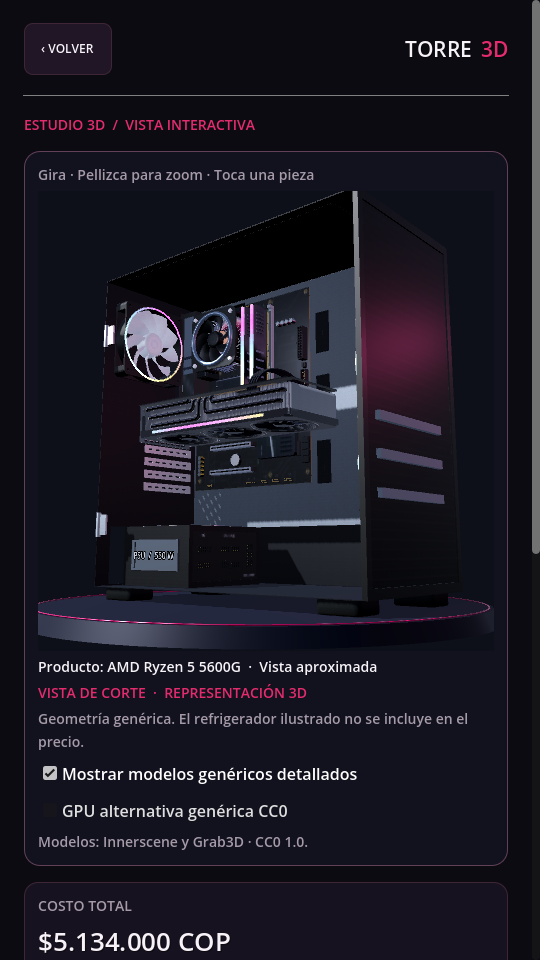 ‹ VOLVER
TORRE 3D
ESTUDIO 3D / VISTA INTERACTIVA
Gira · Pellizca para zoom · Toca una pieza
PSU / 550 W
Producto: AMD Ryzen 5 5600G · Vista aproximada
VISTA DE CORTE · REPRESENTACIÓN 3D
Geometría genérica. El refrigerador ilustrado no se incluye en el
precio.
Mostrar modelos genéricos detallados
GPU alternativa genérica CC0
Modelos: Innerscene y Grab3D · CC0 1.0.
COSTO TOTAL
$5.134.000 COP